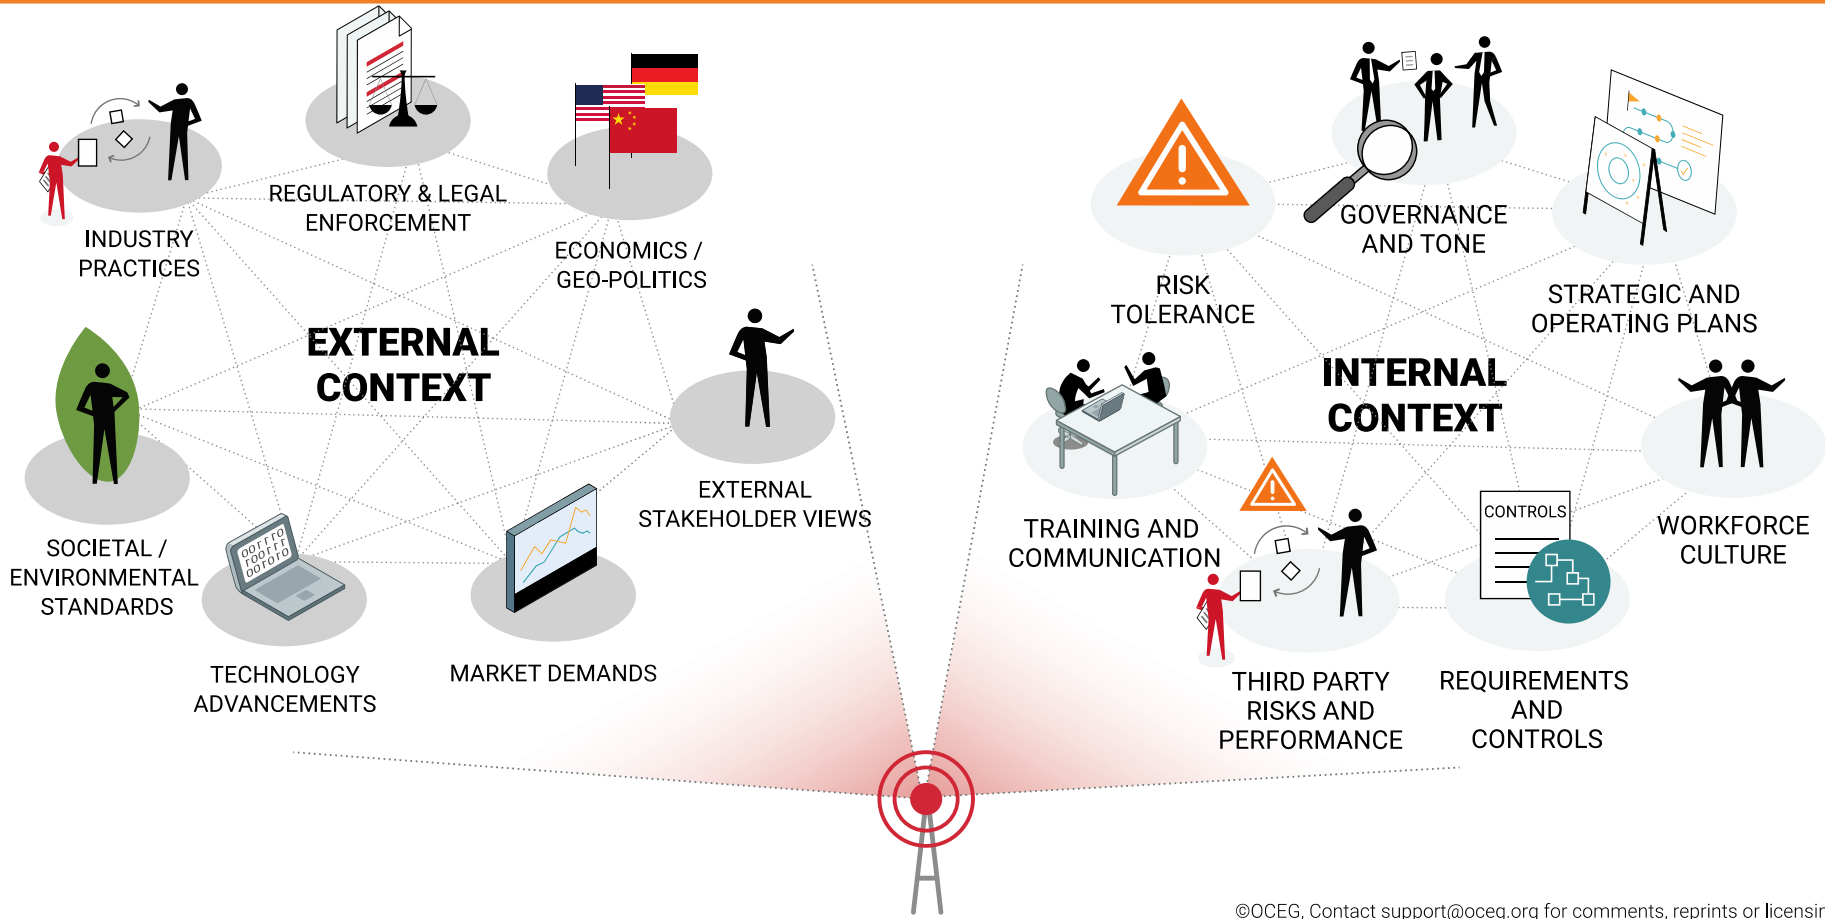 REGULATORY & LEGAL
ENFORCEMENT
INDUSTRY
PRACTICES
ECONOMICS /
GEO-POLITICS
EXTERNAL
CONTEXT
EXTERNAL
STAKEHOLDER VIEWS
SOCIETAL /
ENVIRONMENTAL
STANDARDS
TECHNOLOGY
ADVANCEMENTS
MARKET DEMANDS
GOVERNANCE
AND TONE
RISK
TOLERANCE
STRATEGIC AND
OPERATING PLANS
INTERNAL
CONTEXT
TRAINING AND
COMMUNICATION
CONTROLS
WORKFORCE
CULTURE
THIRD PARTY
RISKS AND
PERFORMANCE
REQUIREMENTS
AND
CONTROLS
©OCEG, Contact support@oceg.org for comments, reprints or licensin